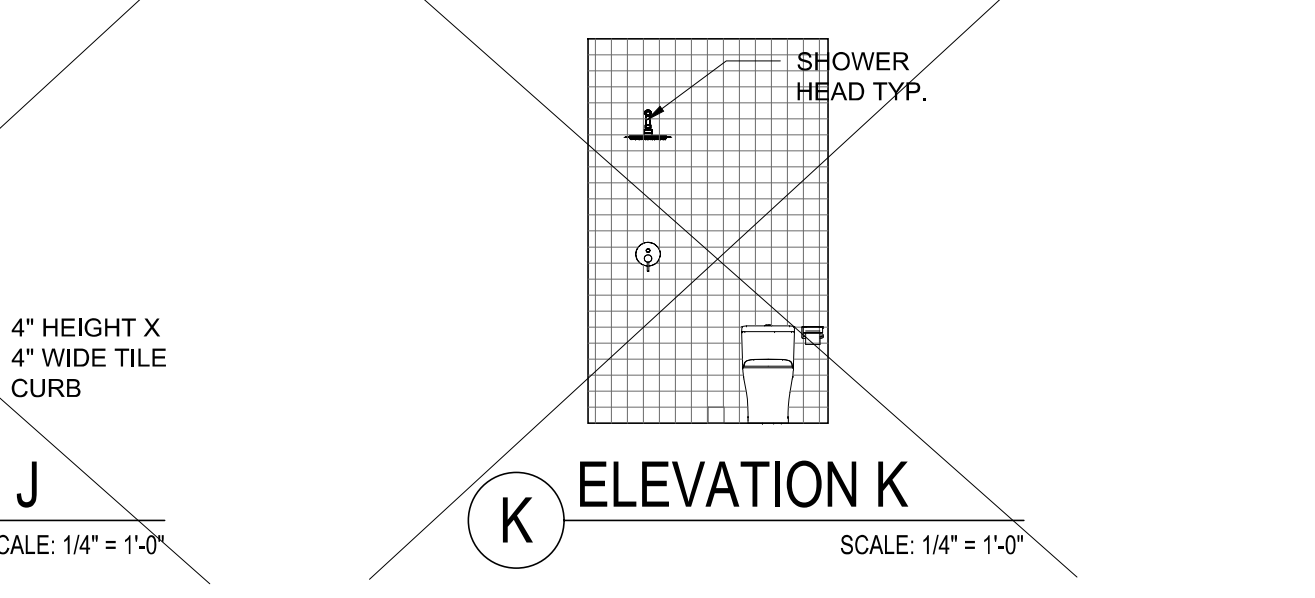 SHOWER
HEAD TYP.
4" HEIGHT X
4" WIDE TILE
CURB
J
SCALE: 1/4" = 1'-0"
K
ELEVATION K
SCALE: 1/4" = 1'-0"